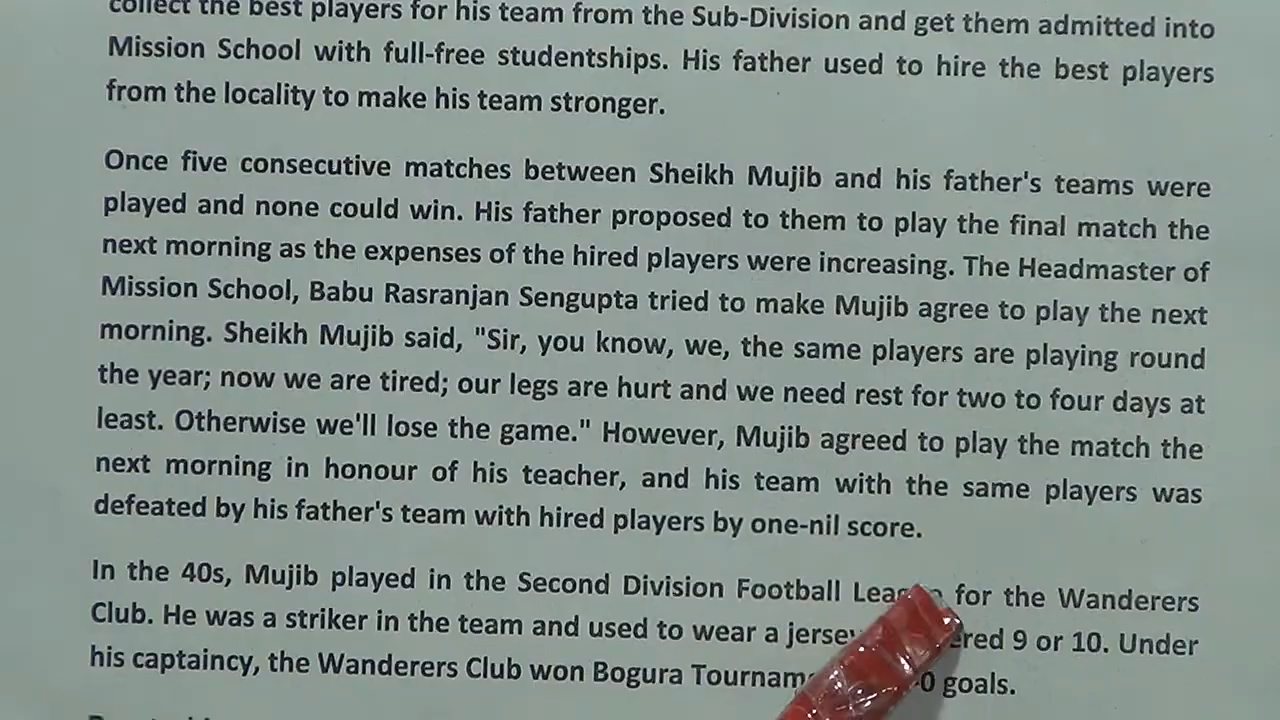 collect the best players for his team from the Sub-Division and get them admitted into
Mission School with full-free studentships. His father used to hire the best players
from the locality to make his team stronger.
Once five consecutive matches between Sheikh Mujib and his father's teams were
played and none could win. His father proposed to them to play the final match the
next morning as the expenses of the hired players were increasing. The Headmaster of
Mission School, Babu Rasranjan Sengupta tried to make Mujib agree to play the next
morning. Sheikh Mujib said, "Sir, you know, we, the same players are playing round
the year; now we are tired; our legs are hurt and we need rest for two to four days at
least. Otherwise we'll lose the game." However, Mujib agreed to play the match the
next morning in honour of his teacher, and his team with the same players was
defeated by his father's team with hired players by one-nil score.
In the 40s, Mujib played in the Second Division Football for the Wanderers
Club. He was a striker in the team and used to wear a jersey 9 or 10. Under
his captaincy, the Wanderers Club won Bogura goals.